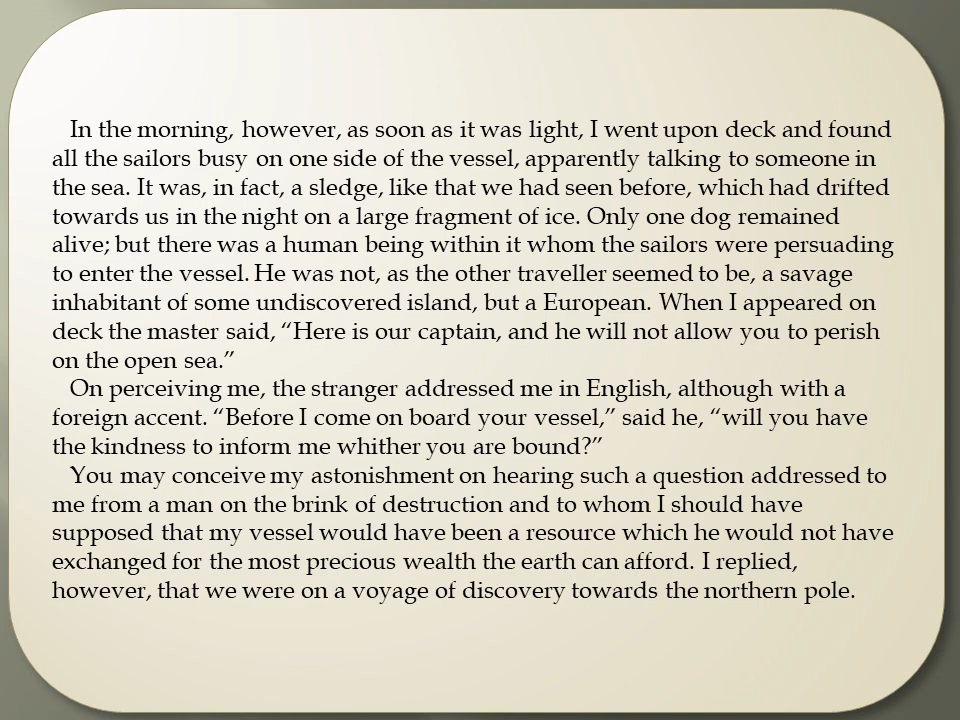 In the morning, however, as soon as it was light, I went upon deck and found
all the sailors busy on one side of the vessel, apparently talking to someone in
the sea. It was, in fact, a sledge, like that we had seen before, which had drifted
towards us in the night on a large fragment of ice. Only one dog remained
alive; but there was a human being within it whom the sailors were persuading
to enter the vessel. He was not, as the other traveller seemed to be, a savage
inhabitant of some undiscovered island, but a European. When I appeared on
deck the master said, “Here is our captain, and he will not allow you to perish
on the open sea.”
On perceiving me, the stranger addressed me in English, although with a
foreign accent. “Before I come on board your vessel,” said he, “will you have
the kindness to inform me whither you are bound?”
You may conceive my astonishment on hearing such a question addressed to
me from a man on the brink of destruction and to whom I should have
supposed that my vessel would have been a resource which he would not have
exchanged for the most precious wealth the earth can afford. I replied,
however, that we were on a voyage of discovery towards the northern pole.